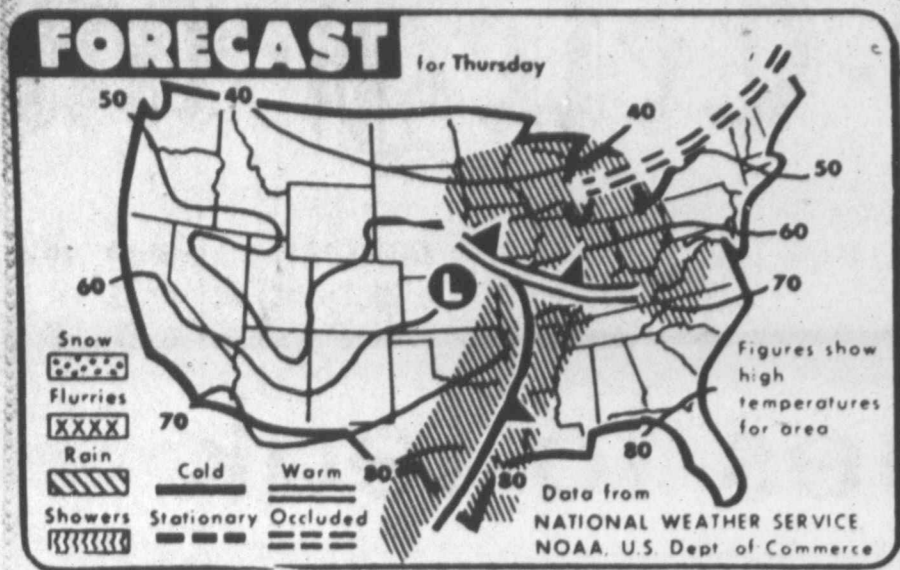 FORECAST
for Thursday
50
40
40
50
60
60
70
L
Snow
Flurries
XXXX
Rain
Showers
70
Cold
Warm
Stationary
Occluded
80
80
80
Figures show
high
temperatures
for area
Data from
NATIONAL WEATHER SERVICE
NOAA, U.S. Dept of Commerce